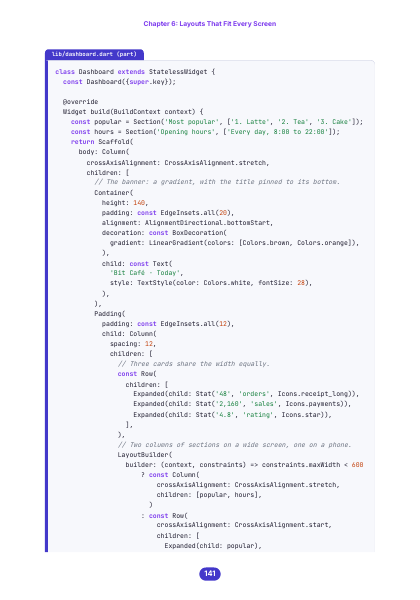 Chapter 6: Layouts That Fit Every Screen
lib/dashboard.dart (part)
class Dashboard extends StatelessWidget {
  const Dashboard({super.key});

  @override
  Widget build(BuildContext context) {
    const popular = Section('Most popular', ['1. Latte', '2. Tea', '3. Cake']);
    const hours = Section('Opening hours', ['Every day, 8:00 to 22:00']);
    return Scaffold(
      body: Column(
        crossAxisAlignment: CrossAxisAlignment.stretch,
        children: [
          // The banner: a gradient, with the title pinned to its bottom.
          Container(
            height: 140,
            padding: const EdgeInsets.all(20),
            alignment: AlignmentDirectional.bottomStart,
            decoration: const BoxDecoration(
              gradient: LinearGradient(colors: [Colors.brown, Colors.orange]),
            ),
            child: const Text(
              'Bit Café · Today',
              style: TextStyle(color: Colors.white, fontSize: 28),
            ),
          ),
          Padding(
            padding: const EdgeInsets.all(12),
            child: Column(
              spacing: 12,
              children: [
                // Three cards share the width equally.
                const Row(
                  children: [
                    Expanded(child: Stat('48', 'orders', Icons.receipt_long)),
                    Expanded(child: Stat('2,160', 'sales', Icons.payments)),
                    Expanded(child: Stat('4.8', 'rating', Icons.star)),
                  ],
                ),
                // Two columns of sections on a wide screen, one on a phone.
                LayoutBuilder(
                  builder: (context, constraints) => constraints.maxWidth < 600
                      ? const Column(
                          crossAxisAlignment: CrossAxisAlignment.stretch,
                          children: [popular, hours],
                        )
                      : const Row(
                          crossAxisAlignment: CrossAxisAlignment.start,
                          children: [
                            Expanded(child: popular),
141